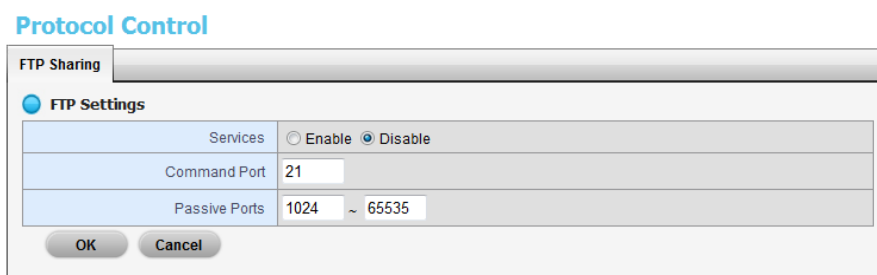 Protocol Control
FTP Sharing
FTP Settings
Services Enable Disable
Command Port 21
Passive Ports 1024 ~ 65535
OK Cancel